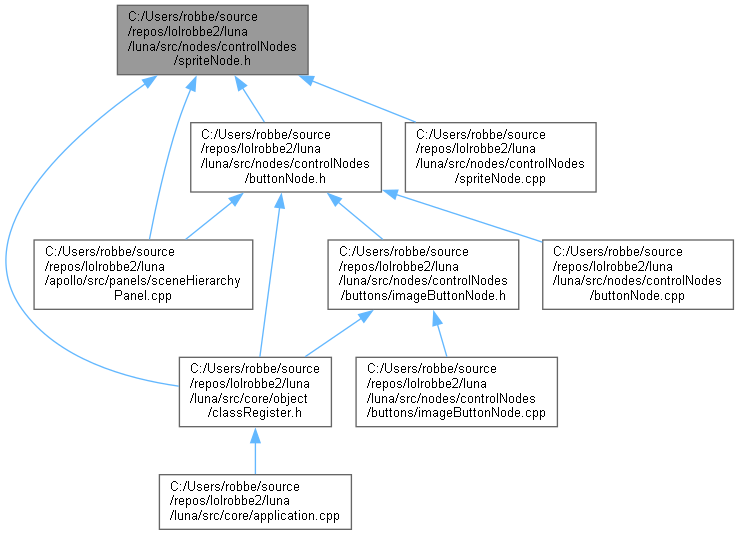 C:/Users/robbe/source
/repos/lolrobbe2/luna
/luna/src/nodes/controlNodes
/spriteNode.h
C:/Users/robbe/source
/repos/lolrobbe2/luna
/luna/src/nodes/controlNodes
/buttonNode.h
C:/Users/robbe/source
/repos/lolrobbe2/luna
/luna/src/nodes/controlNodes
/spriteNode.cpp
C:/Users/robbe/source
/repos/lolrobbe2/luna
/apollo/src/panels/sceneHierarchy
Panel.cpp
C:/Users/robbe/source
/repos/lolrobbe2/luna
/luna/src/nodes/controlNodes
/buttons/imageButtonNode.h
C:/Users/robbe/source
/repos/lolrobbe2/luna
/luna/src/nodes/controlNodes
/buttonNode.cpp
C:/Users/robbe/source
/repos/lolrobbe2/luna
/luna/src/core/object
/classRegister.h
C:/Users/robbe/source
/repos/lolrobbe2/luna
/luna/src/nodes/controlNodes
/buttons/imageButtonNode.cpp
C:/Users/robbe/source
/repos/lolrobbe2/luna
/luna/src/core/application.cpp